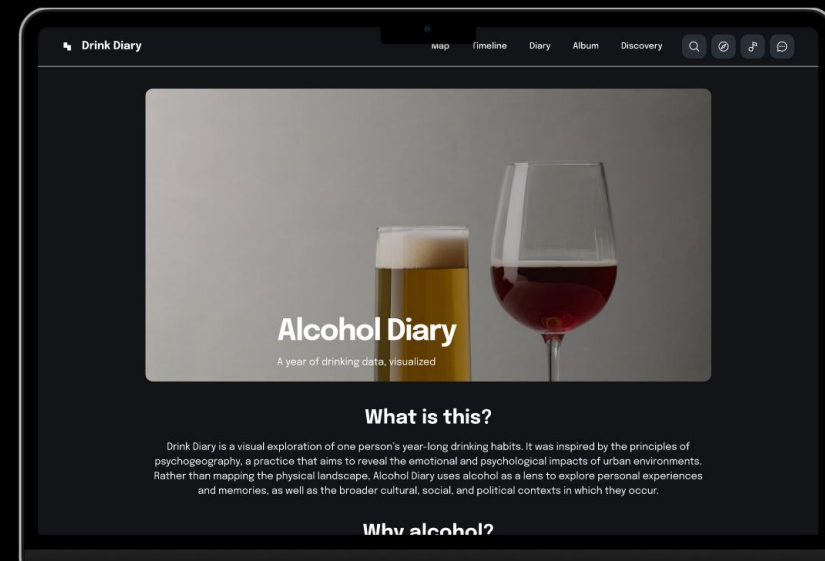 Drink Diary
Map Timeline Diary Album Discovery
Alcohol Diary
A year of drinking data, visualized
What is this?
Drink Diary is a visual exploration of one person's year-long drinking habits. It was inspired by the principles of
psychogeography, a practice that aims to reveal the emotional and psychological impacts of urban environments.
Rather than mapping the physical landscape, Alcohol Diary uses alcohol as a lens to explore personal experiences
and memories, as well as the broader cultural, social, and political contexts in which they occur.
Why alcohol?